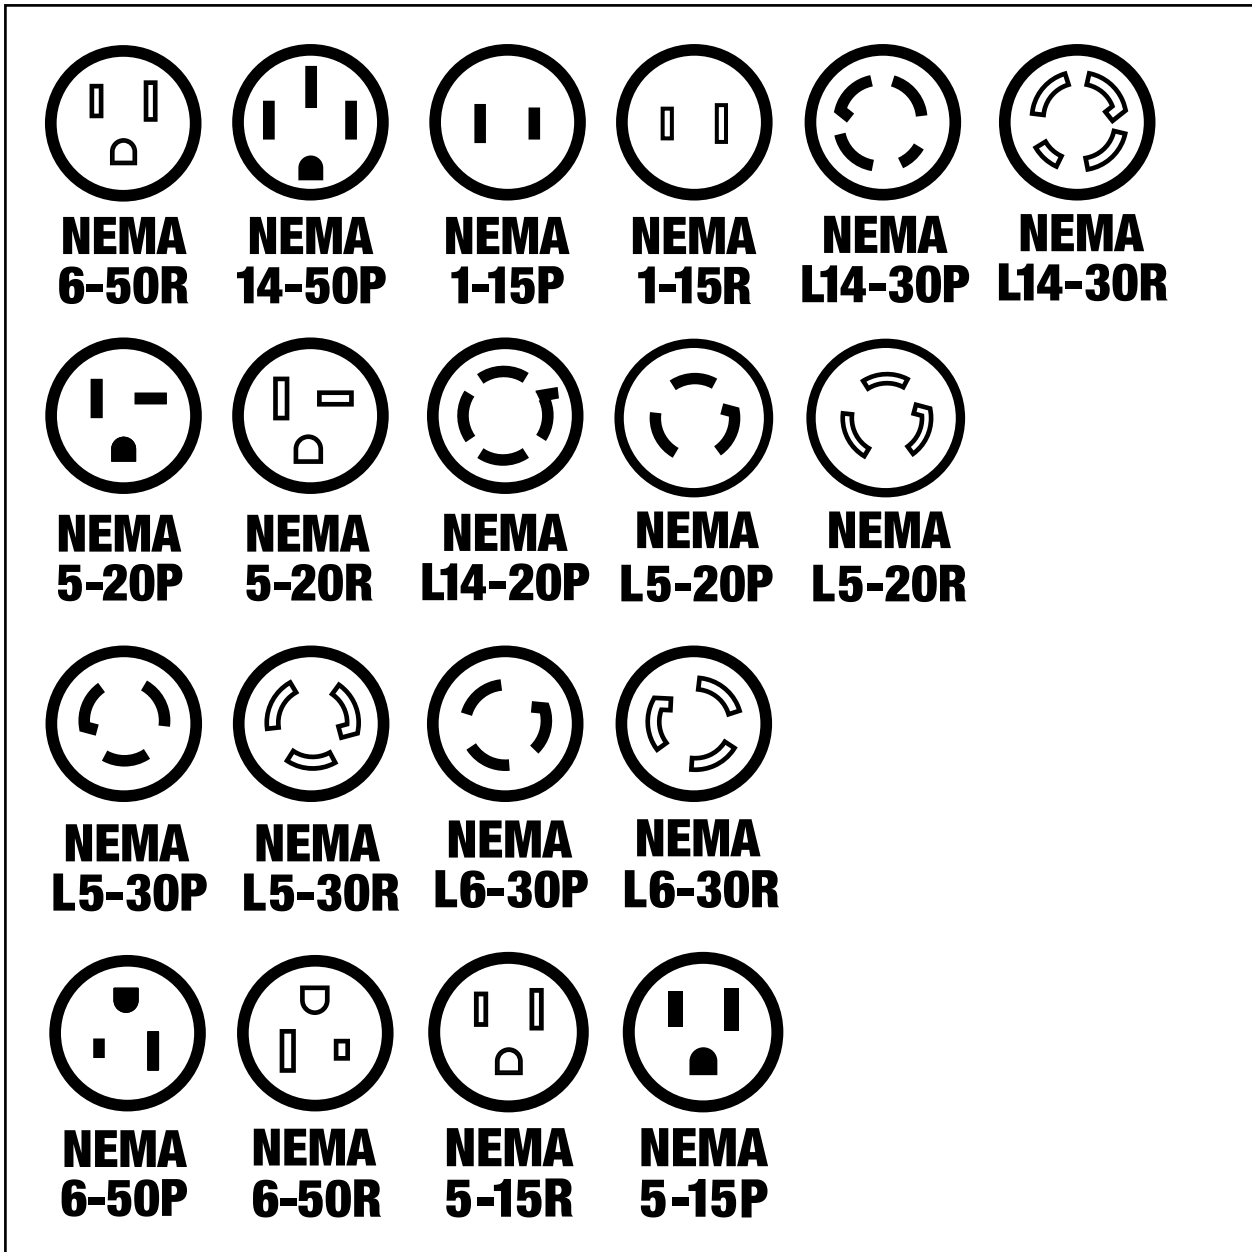 NEMA
6-50R
NEMA
14-50P
NEMA
1-15P
NEMA
1-15R
NEMA
L14-30P
NEMA
L14-30R
NEMA
5-20P
NEMA
5-20R
NEMA
L14-20P
NEMA
L5-20P
NEMA
L5-20R
NEMA
L5-30P
NEMA
L5-30R
NEMA
L6-30P
NEMA
L6-30R
NEMA
6-50P
NEMA
6-50R
NEMA
5-15R
NEMA
5-15P